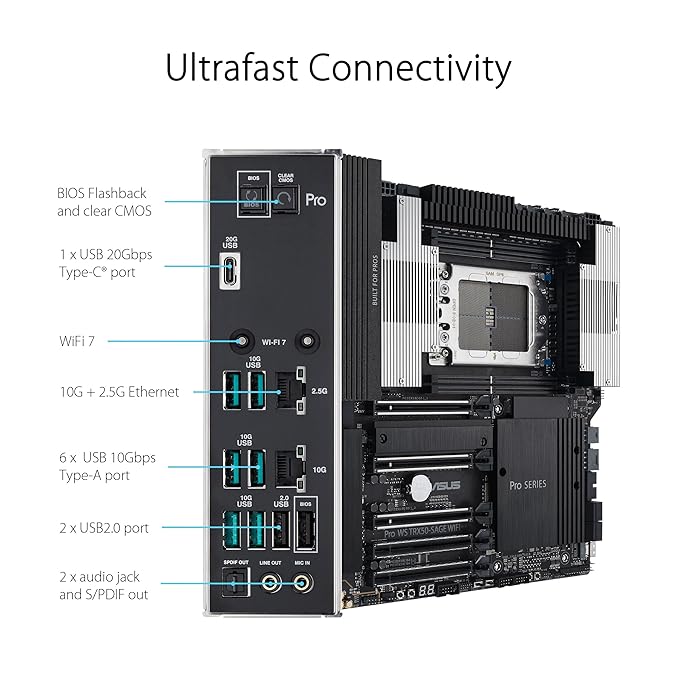 Ultrafast Connectivity
BIOS Flashback
and clear CMOS
1 x USB 20Gbps
Type-C® port
WiFi 7
10G + 2.5G Ethernet
6 x USB 10Gbps
Type-A port
2 x USB2.0 port
2 x audio jack
and S/PDIF out
BIOS
CLEAR
CMOS
BIOS
Pro
20G
USB
WI-FI 7
10G
USB
2.5G
10G
USB
10G
10G
USB
2.0
USB
BIOS
SPDIF OUT
LINE OUT
MIC IN
BUILT FOR PROS
Pro SERIES
Pro WS TRX50-SAGE WIFI
88